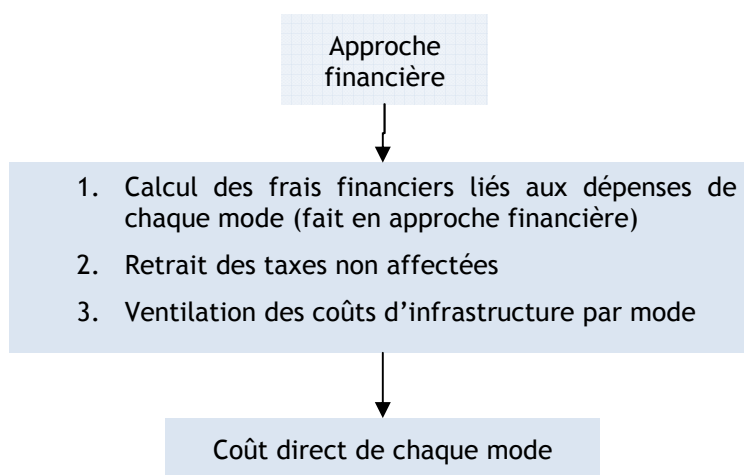 Approche
financière
1. Calcul des frais financiers liés aux dépenses de
chaque mode (fait en approche financière)
2. Retrait des taxes non affectées
3. Ventilation des coûts d’infrastructure par mode
Coût direct de chaque mode